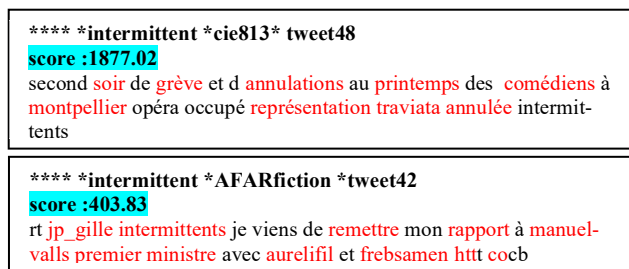 **** *intermittent *cie813* tweet48
score :1877.02
second soir de grève et d annulations au printemps des comédiens à
montpellier opéra occupé représentation traviata annulée intermit-
tents
**** *intermittent *AFARfiction *tweet42
score :403.83
rt jp_gille intermittents je viens de remettre mon rapport à manuel-
valls premier ministre avec aurelifil et frebsamen httt cocb